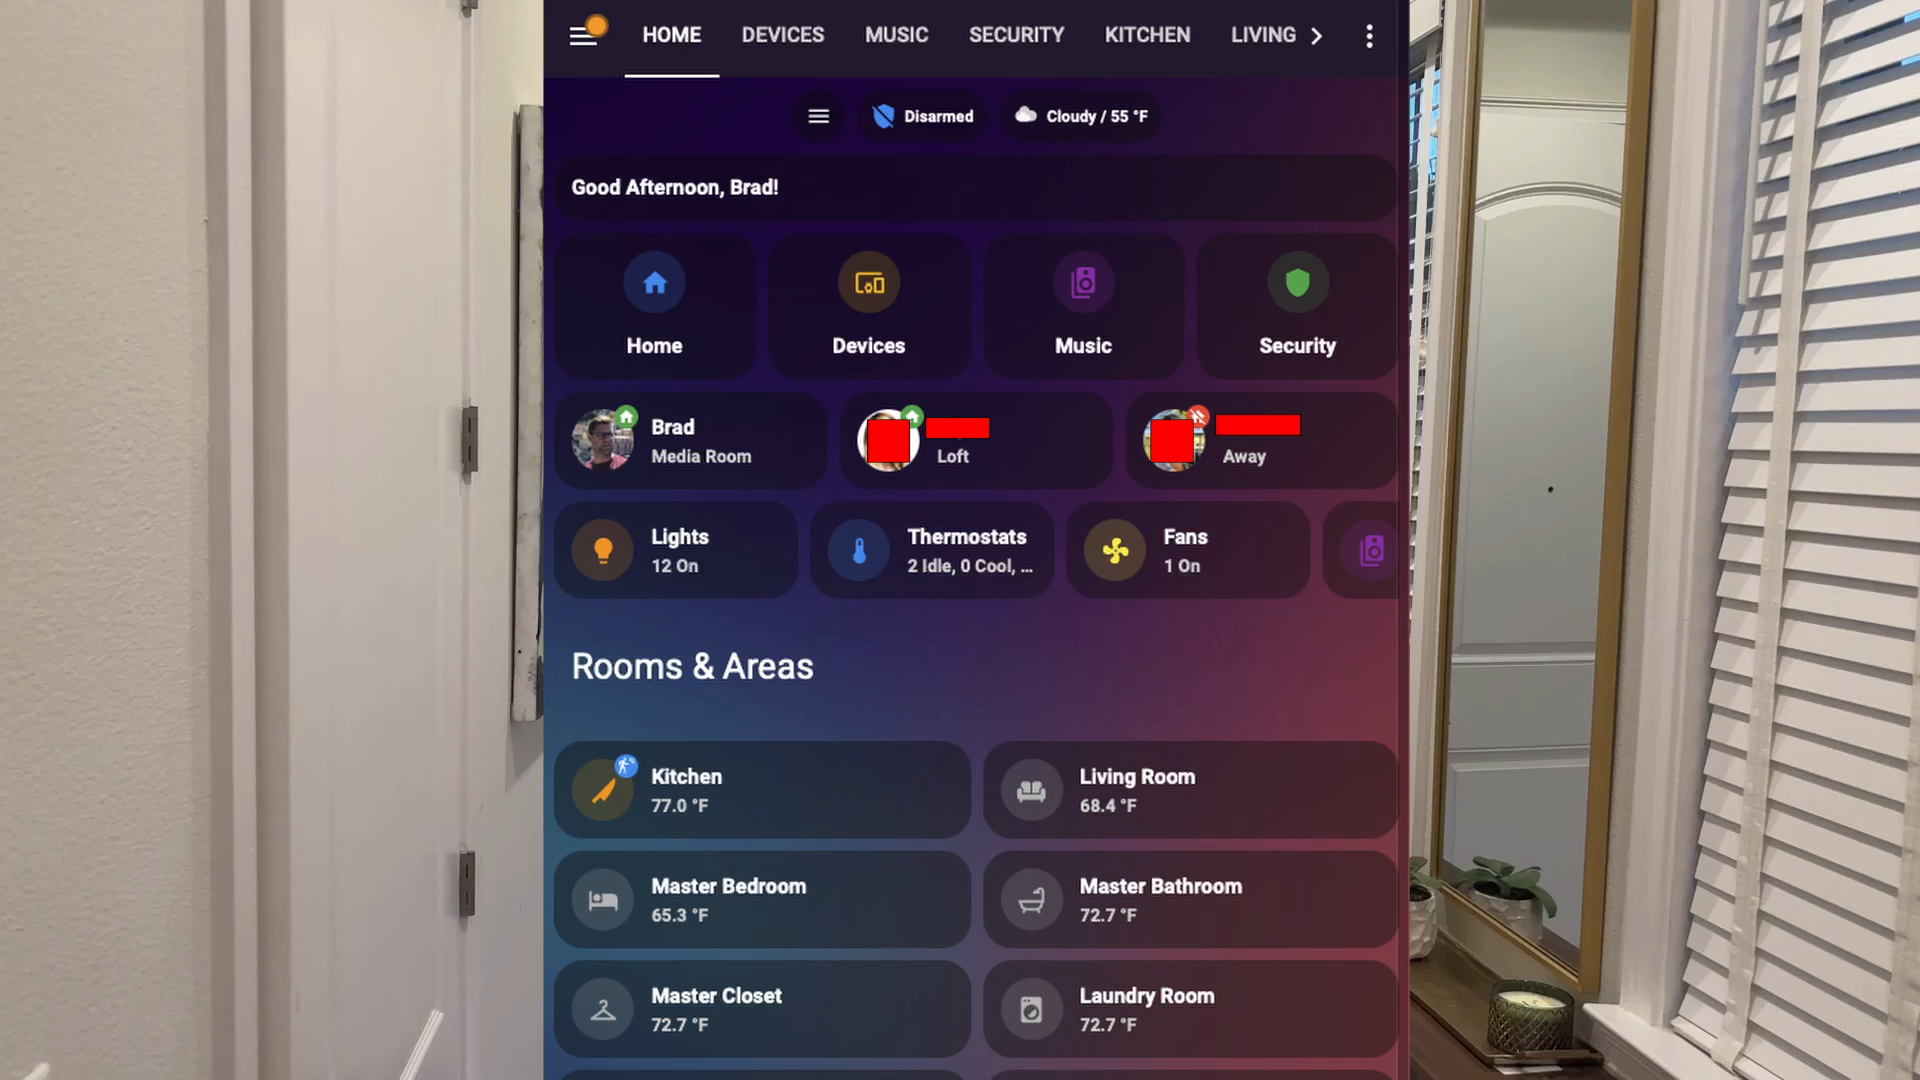 HOME DEVICES MUSIC SECURITY KITCHEN LIVING
Disarmed Cloudy / 55 °F
Good Afternoon, Brad!
Home Devices Music Security
Brad
Media Room Loft Away
Lights Thermostats Fans
12 On 2 Idle, 0 Cool, ... 1 On
Rooms & Areas
Kitchen Living Room
77.0 °F 68.4 °F
Master Bedroom Master Bathroom
65.3 °F 72.7 °F
Master Closet Laundry Room
72.7 °F 72.7 °F